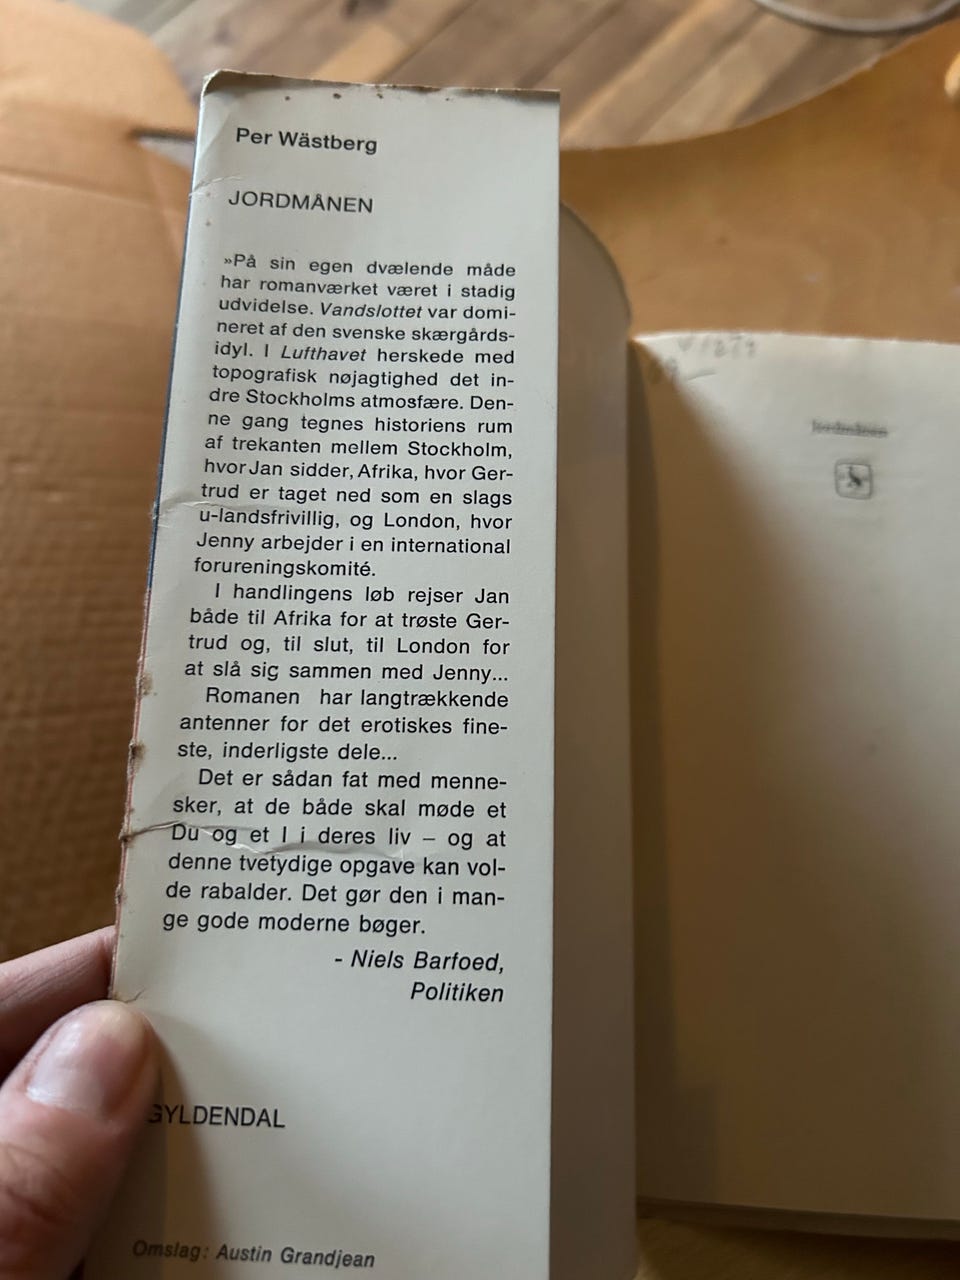 Per Wästberg
JORDMÅNEN
»På sin egen dvælende måde
har romanværket været i stadig
udvidelse. Vandslottet var domi-
neret af den svenske skærgårds-
idyl. I Lufthavet herskede med
topografisk nøjagtighed det in-
dre Stockholms atmosfære. Den-
ne gang tegnes historiens rum
af trekanten mellem Stockholm,
hvor Jan sidder, Afrika, hvor Ger-
trud er taget ned som en slags
u-landsfrivillig, og London, hvor
Jenny arbejder i en international
forureningskomité.
I handlingens løb rejser Jan
både til Afrika for at trøste Ger-
trud og, til slut, til London for
at slå sig sammen med Jenny...
Romanen har langtrækkende
antenner for det erotiskes fine-
ste, inderligste dele...
Det er sådan fat med menne-
sker, at de både skal møde et
Du og et I i deres liv – og at
denne tvetydige opgave kan vol-
de rabalder. Det gør den i man-
ge gode moderne bøger.
- Niels Barfoed,
Politiken
GYLDENDAL
Omslag: Austin Grandjean
Jordmånen